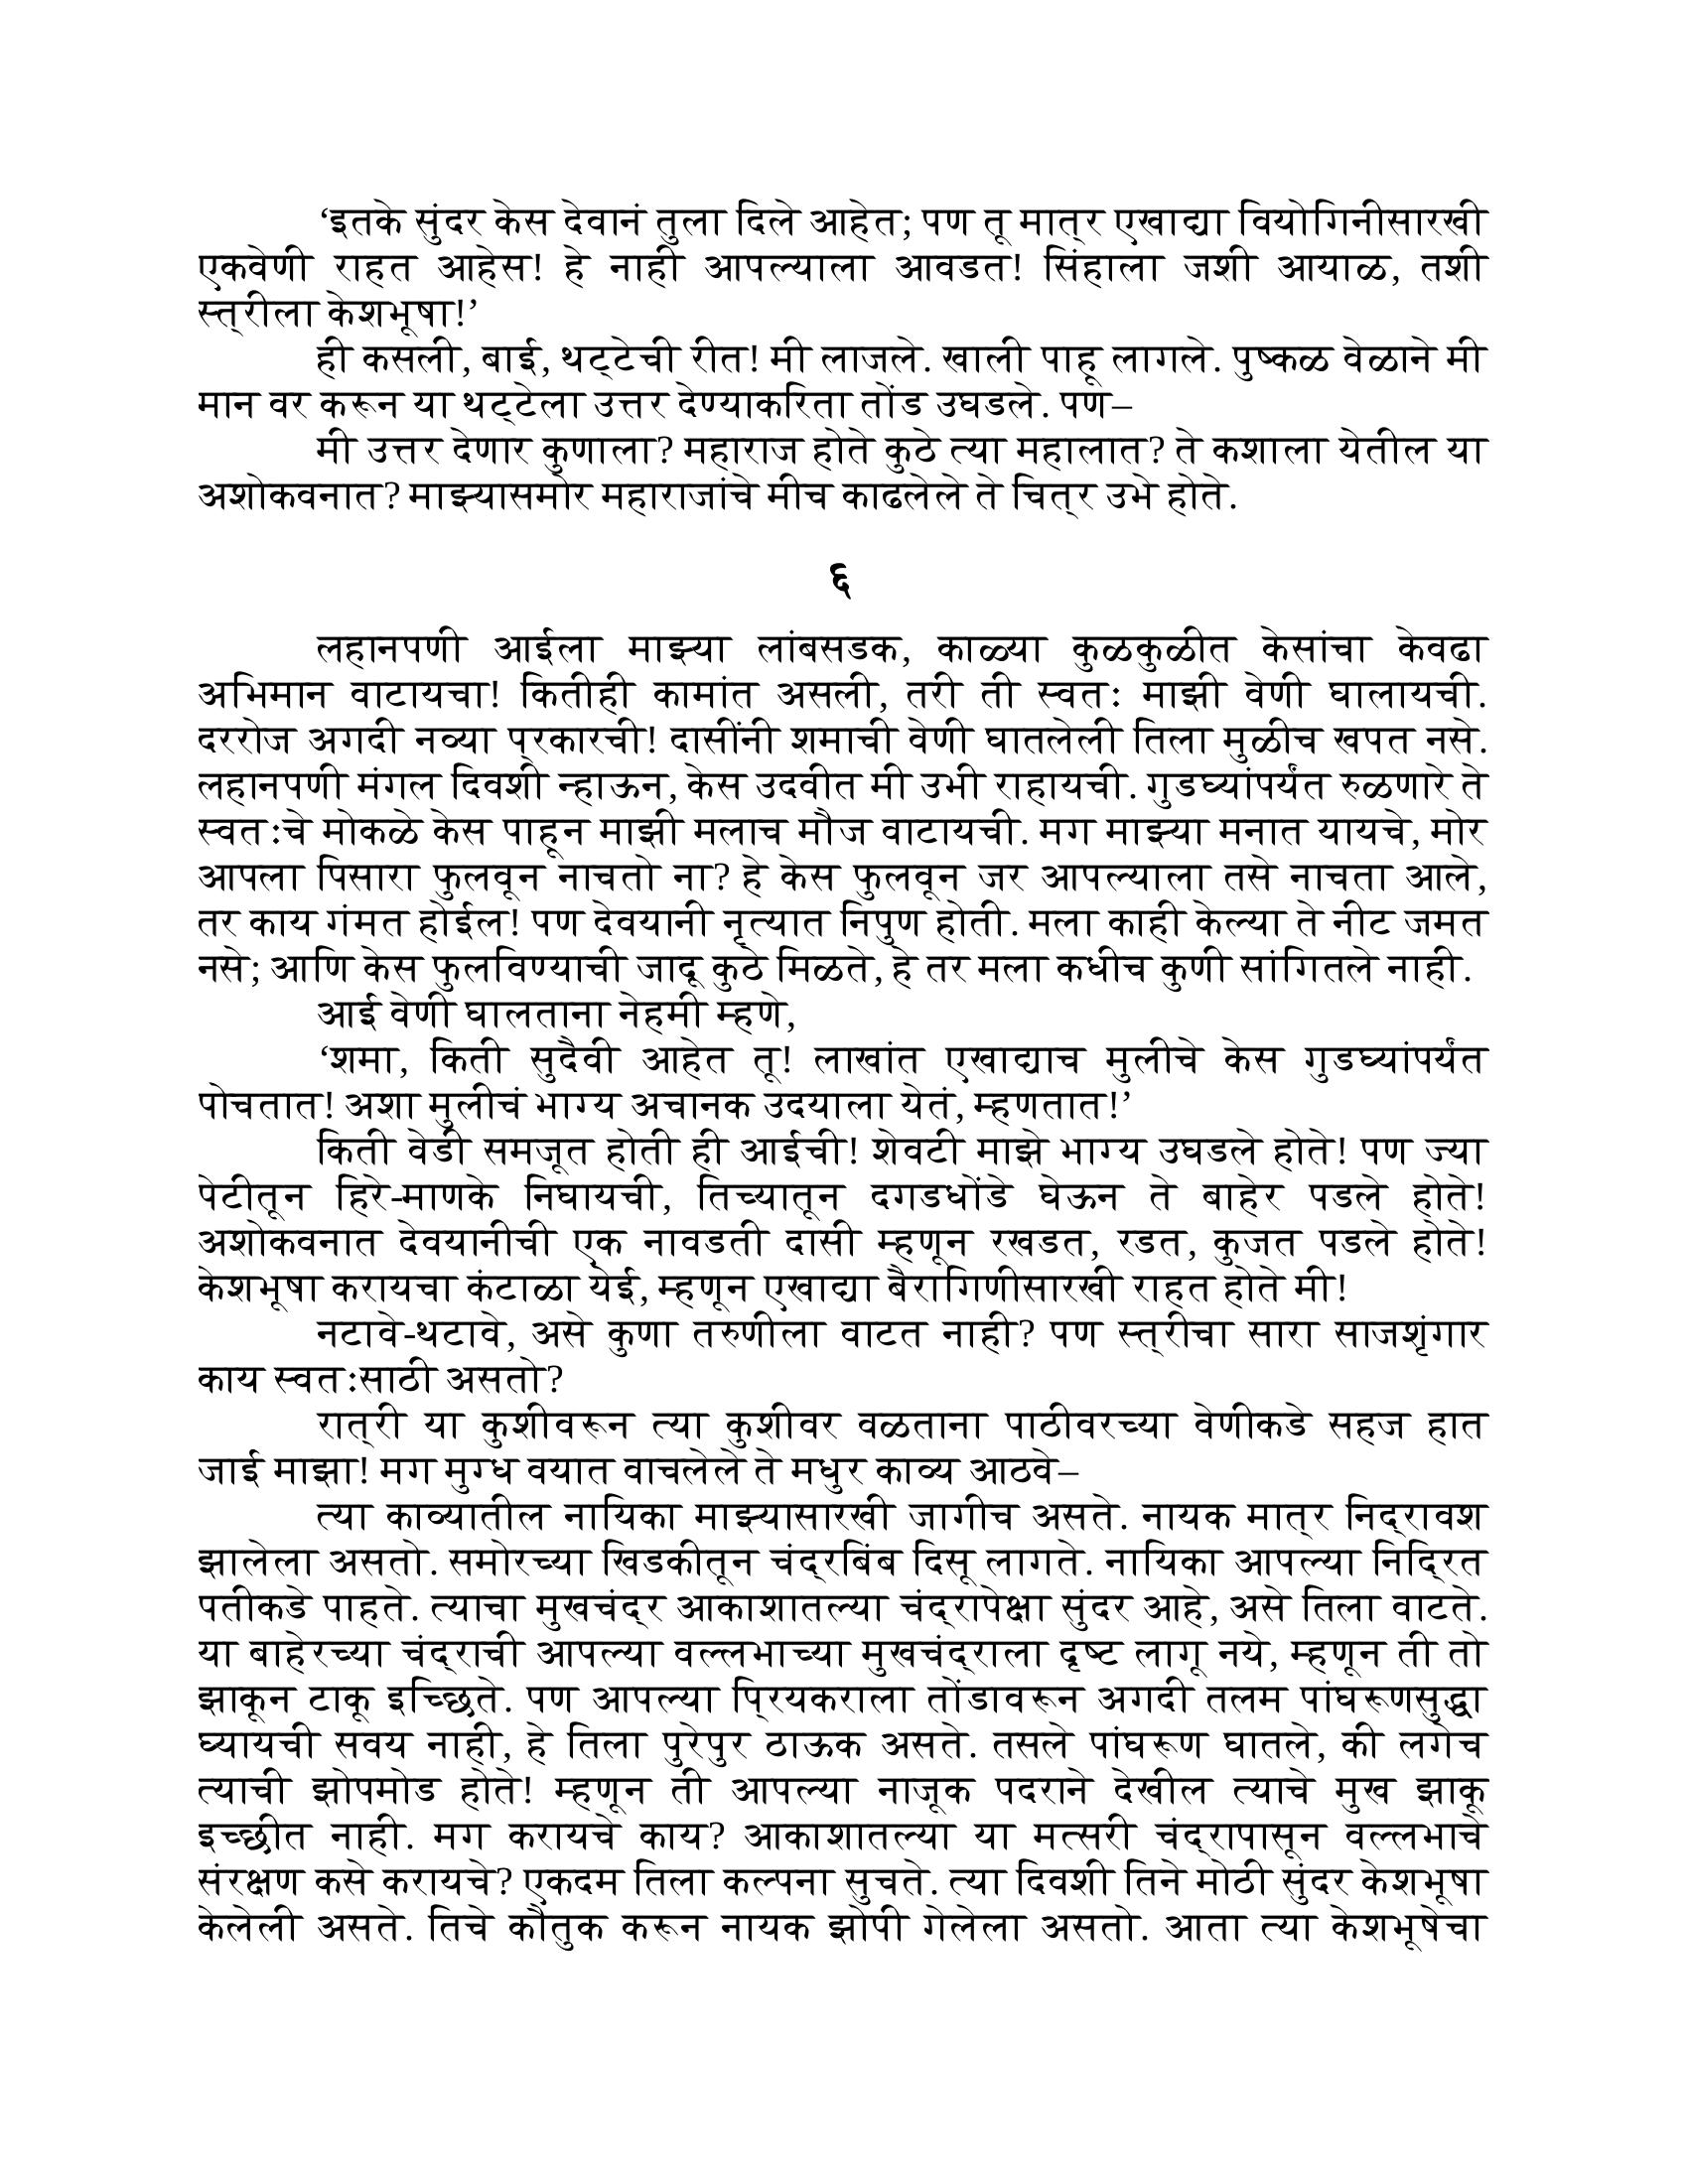 ‘इतके सुंदर केस देवानं तुला दिले आहेत; पण तू मात्र एखाद्या वियोगिनीसारखी
एकवेणी राहत आहेस! हे नाही आपल्याला आवडत! सिंहाला जशी आयाळ, तशी
स्त्रीला केशभूषा!’
ही कसली, बाई, थट्टेची रीत! मी लाजले. खाली पाहू लागले. पुष्कळ वेळाने मी
मान वर करून या थट्टेला उत्तर देण्याकरिता तोंड उघडले. पण–
मी उत्तर देणार कुणाला? महाराज होते कुठे त्या महालात? ते कशाला येतील या
अशोकवनात? माझ्यासमोर महाराजांचे मीच काढलेले ते चित्र उभे होते.
६
लहानपणी आईला माझ्या लांबसडक, काळ्या कुळकुळीत केसांचा केवढा
अभिमान वाटायचा! कितीही कामांत असली, तरी ती स्वतः माझी वेणी घालायची.
दररोज अगदी नव्या प्रकारची! दासींनी शमाची वेणी घातलेली तिला मुळीच खपत नसे.
लहानपणी मंगल दिवशी न्हाऊन, केस उदवीत मी उभी राहायची. गुडघ्यांपर्यंत रुळणारे ते
स्वतःचे मोकळे केस पाहून माझी मलाच मौज वाटायची. मग माझ्या मनात यायचे, मोर
आपला पिसारा फुलवून नाचतो ना? हे केस फुलवून जर आपल्याला तसे नाचता आले,
तर काय गंमत होईल! पण देवयानी नृत्यात निपुण होती. मला काही केल्या ते नीट जमत
नसे; आणि केस फुलविण्याची जादू कुठे मिळते, हे तर मला कधीच कुणी सांगितले नाही.
आई वेणी घालताना नेहमी म्हणे,
‘शमा, किती सुदैवी आहेत तू! लाखांत एखाद्याच मुलीचे केस गुडघ्यांपर्यंत
पोचतात! अशा मुलीचं भाग्य अचानक उदयाला येतं, म्हणतात!’
किती वेडी समजूत होती ही आईची! शेवटी माझे भाग्य उघडले होते! पण ज्या
पेटीतून हिरे-माणके निघायची, तिच्यातून दगडधोंडे घेऊन ते बाहेर पडले होते!
अशोकवनात देवयानीची एक नावडती दासी म्हणून रखडत, रडत, कुजत पडले होते!
केशभूषा करायचा कंटाळा येई, म्हणून एखाद्या बैरागिणीसारखी राहत होते मी!
नटावे-थटावे, असे कुणा तरुणीला वाटत नाही? पण स्त्रीचा सारा साजशृंगार
काय स्वतःसाठी असतो?
रात्री या कुशीवरून त्या कुशीवर वळताना पाठीवरच्या वेणीकडे सहज हात
जाई माझा! मग मुग्ध वयात वाचलेले ते मधुर काव्य आठवे–
त्या काव्यातील नायिका माझ्यासारखी जागीच असते. नायक मात्र निद्रावश
झालेला असतो. समोरच्या खिडकीतून चंद्रबिंब दिसू लागते. नायिका आपल्या निद्रित
पतीकडे पाहते. त्याचा मुखचंद्र आकाशातल्या चंद्रापेक्षा सुंदर आहे, असे तिला वाटते.
या बाहेरच्या चंद्राची आपल्या वल्लभाच्या मुखचंद्राला दृष्ट लागू नये, म्हणून ती तो
झाकून टाकू इच्छिते. पण आपल्या प्रियकराला तोंडावरून अगदी तलम पांघरूणसुद्धा
घ्यायची सवय नाही, हे तिला पुरेपुर ठाऊक असते. तसले पांघरूण घातले, की लगेच
त्याची झोपमोड होते! म्हणून ती आपल्या नाजूक पदराने देखील त्याचे मुख झाकू
इच्छीत नाही. मग करायचे काय? आकाशातल्या या मत्सरी चंद्रापासून वल्लभाचे
संरक्षण कसे करायचे? एकदम तिला कल्पना सुचते. त्या दिवशी तिने मोठी सुंदर केशभूषा
केलेली असते. तिचे कौतुक करून नायक झोपी गेलेला असतो. आता त्या केशभूषेचा